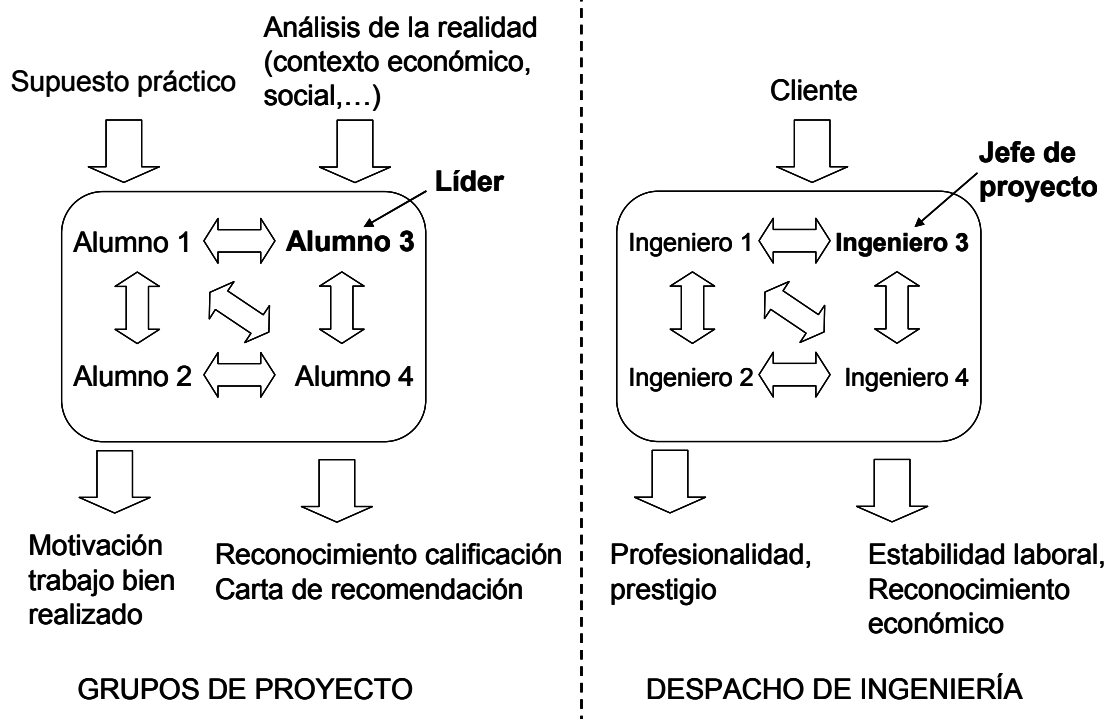 Supuesto práctico
Análisis de la realidad
(contexto económico,
social,…)
Líder
Alumno 1
Alumno 3
Alumno 2
Alumno 4
Motivación
trabajo bien
realizado
Reconocimiento calificación
Carta de recomendación
GRUPOS DE PROYECTO
Cliente
Jefe de
proyecto
Ingeniero 1
Ingeniero 3
Ingeniero 2
Ingeniero 4
Profesionalidad,
prestigio
Estabilidad laboral,
Reconocimiento
económico
DESPACHO DE INGENIERÍA